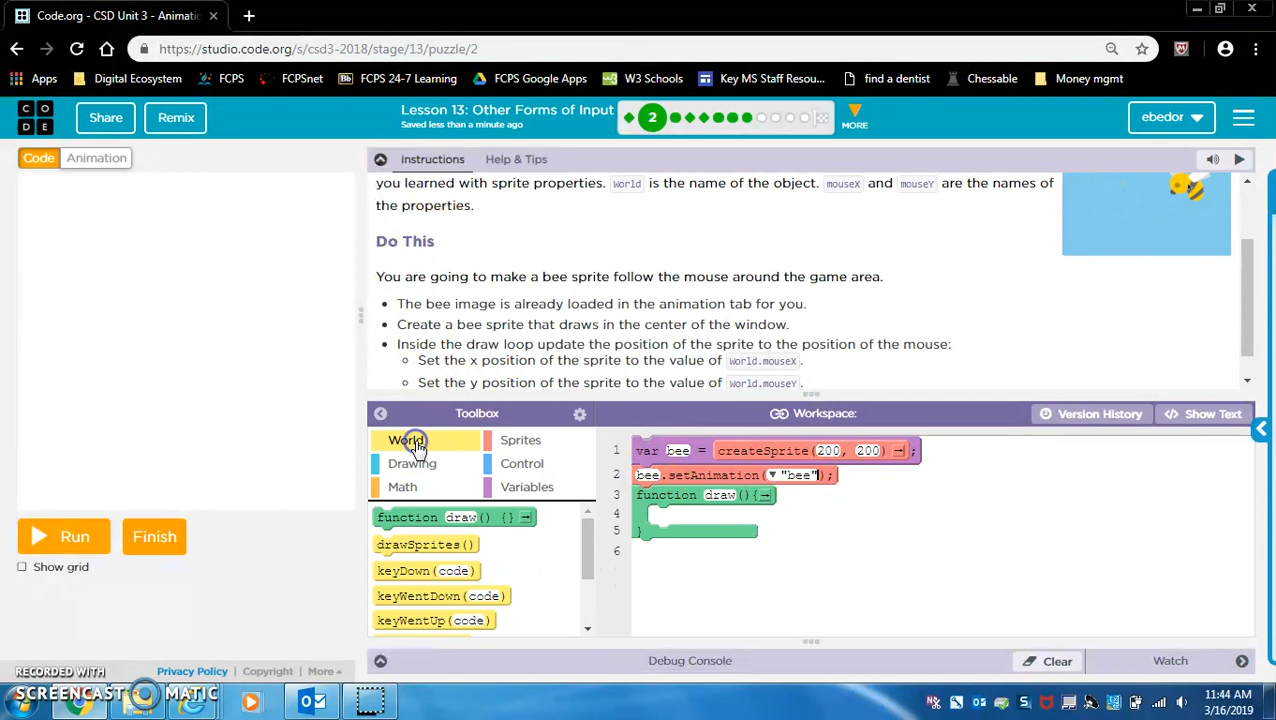 Code.org - CSD Unit 3 - Animatic
https://studio.code.org/s/csd3-2018/stage/13/puzzle/2
Apps
Digital Ecosystem
FCPS
FCPSnet
Bb FCPS 24-7 Learning
FCPS Google Apps
W3 Schools
Key MS Staff Resou...
find a dentist
Chessable
Money mgmt
C O
D E
Share
Remix
Lesson 13: Other Forms of Input
Saved less than a minute ago
2
MORE
ebedor
Code
Animation
Instructions
Help & Tips
you learned with sprite properties. World is the name of the object. mouseX and mouseY are the names of
the properties.
Do This
You are going to make a bee sprite follow the mouse around the game area.
The bee image is already loaded in the animation tab for you.
Create a bee sprite that draws in the center of the window.
Inside the draw loop update the position of the sprite to the position of the mouse:
Set the x position of the sprite to the value of World.mouseX.
Set the y position of the sprite to the value of World.mouseY.
Toolbox
Workspace:
Version History
Show Text
World
Sprites
Drawing
Control
Math
Variables
function draw() {}
drawSprites()
keyDown(code)
keyWentDown(code)
keyWentUp(code)
1 var bee = createSprite(200, 200);
2 bee.setAnimation("bee");
3 function draw(){
4
5 }
6
Run
Finish
Show grid
Debug Console
Clear
Watch
Privacy Policy
Copyright
More
RECORDED WITH
SCREENCAST MATIC
11:44 AM
3/16/2019